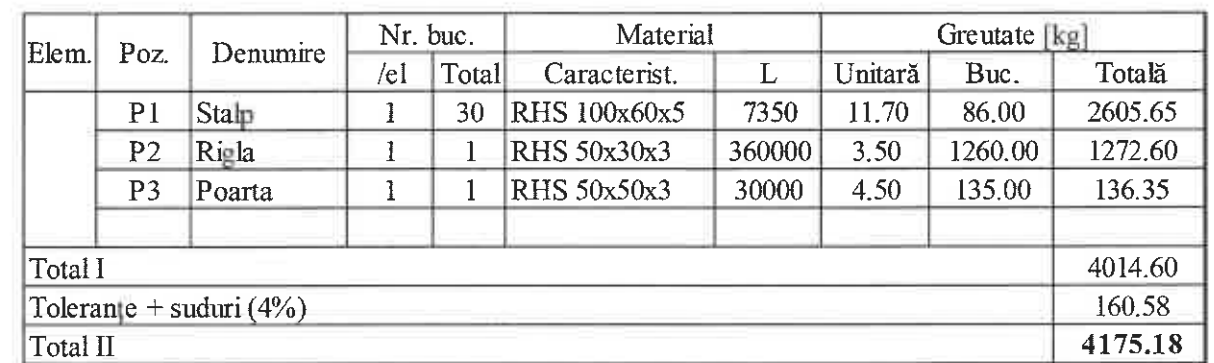 Elem. Poz. Denumire Nr. buc. Material Greutate [kg]
/el Total Caracterist. L Unitară Buc. Totală
P1 Stalp 1 30 RHS 100x60x5 7350 11.70 86.00 2605.65
P2 Rigla 1 1 RHS 50x30x3 360000 3.50 1260.00 1272.60
P3 Poarta 1 1 RHS 50x50x3 30000 4.50 135.00 136.35
Total I 4014.60
Toleranțe + suduri (4%) 160.58
Total II 4175.18